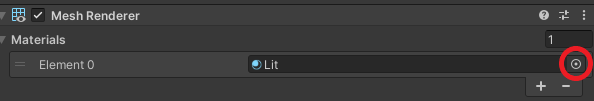 Mesh Renderer
Materials 1
Element 0 Lit